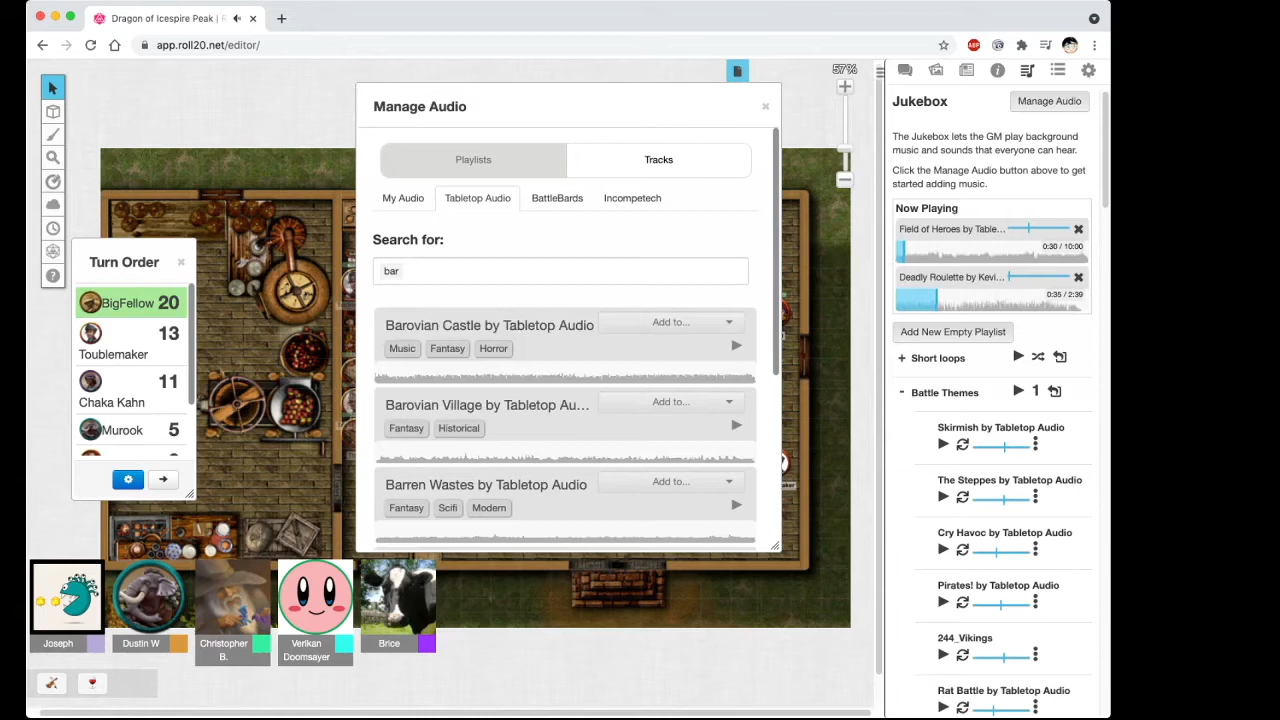 Dragon of Icespire Peak | R
app.roll20.net/editor/
ABP
57%
Manage Audio
Playlists
Tracks
My Audio
Tabletop Audio
BattleBards
Incompetech
Search for:
bar
Barovian Castle by Tabletop Audio
Add to...
Music
Fantasy
Horror
Barovian Village by Tabletop Au...
Add to...
Fantasy
Historical
Barren Wastes by Tabletop Audio
Add to...
Fantasy
Scifi
Modern
Turn Order
BigFellow 20
13
Toublemaker
11
Chaka Kahn
Murook 5
Joseph
Dustin W
Christopher
B.
Verikan
Doomsayer
Brice
Jukebox
Manage Audio
The Jukebox lets the GM play background
music and sounds that everyone can hear.
Click the Manage Audio button above to get
started adding music.
Now Playing
Field of Heroes by Table...
0:30 / 10:00
Deadly Roulette by Kevi...
0:35 / 2:39
Add New Empty Playlist
+ Short loops
- Battle Themes
1
Skirmish by Tabletop Audio
The Steppes by Tabletop Audio
Cry Havoc by Tabletop Audio
Pirates! by Tabletop Audio
244_Vikings
Rat Battle by Tabletop Audio